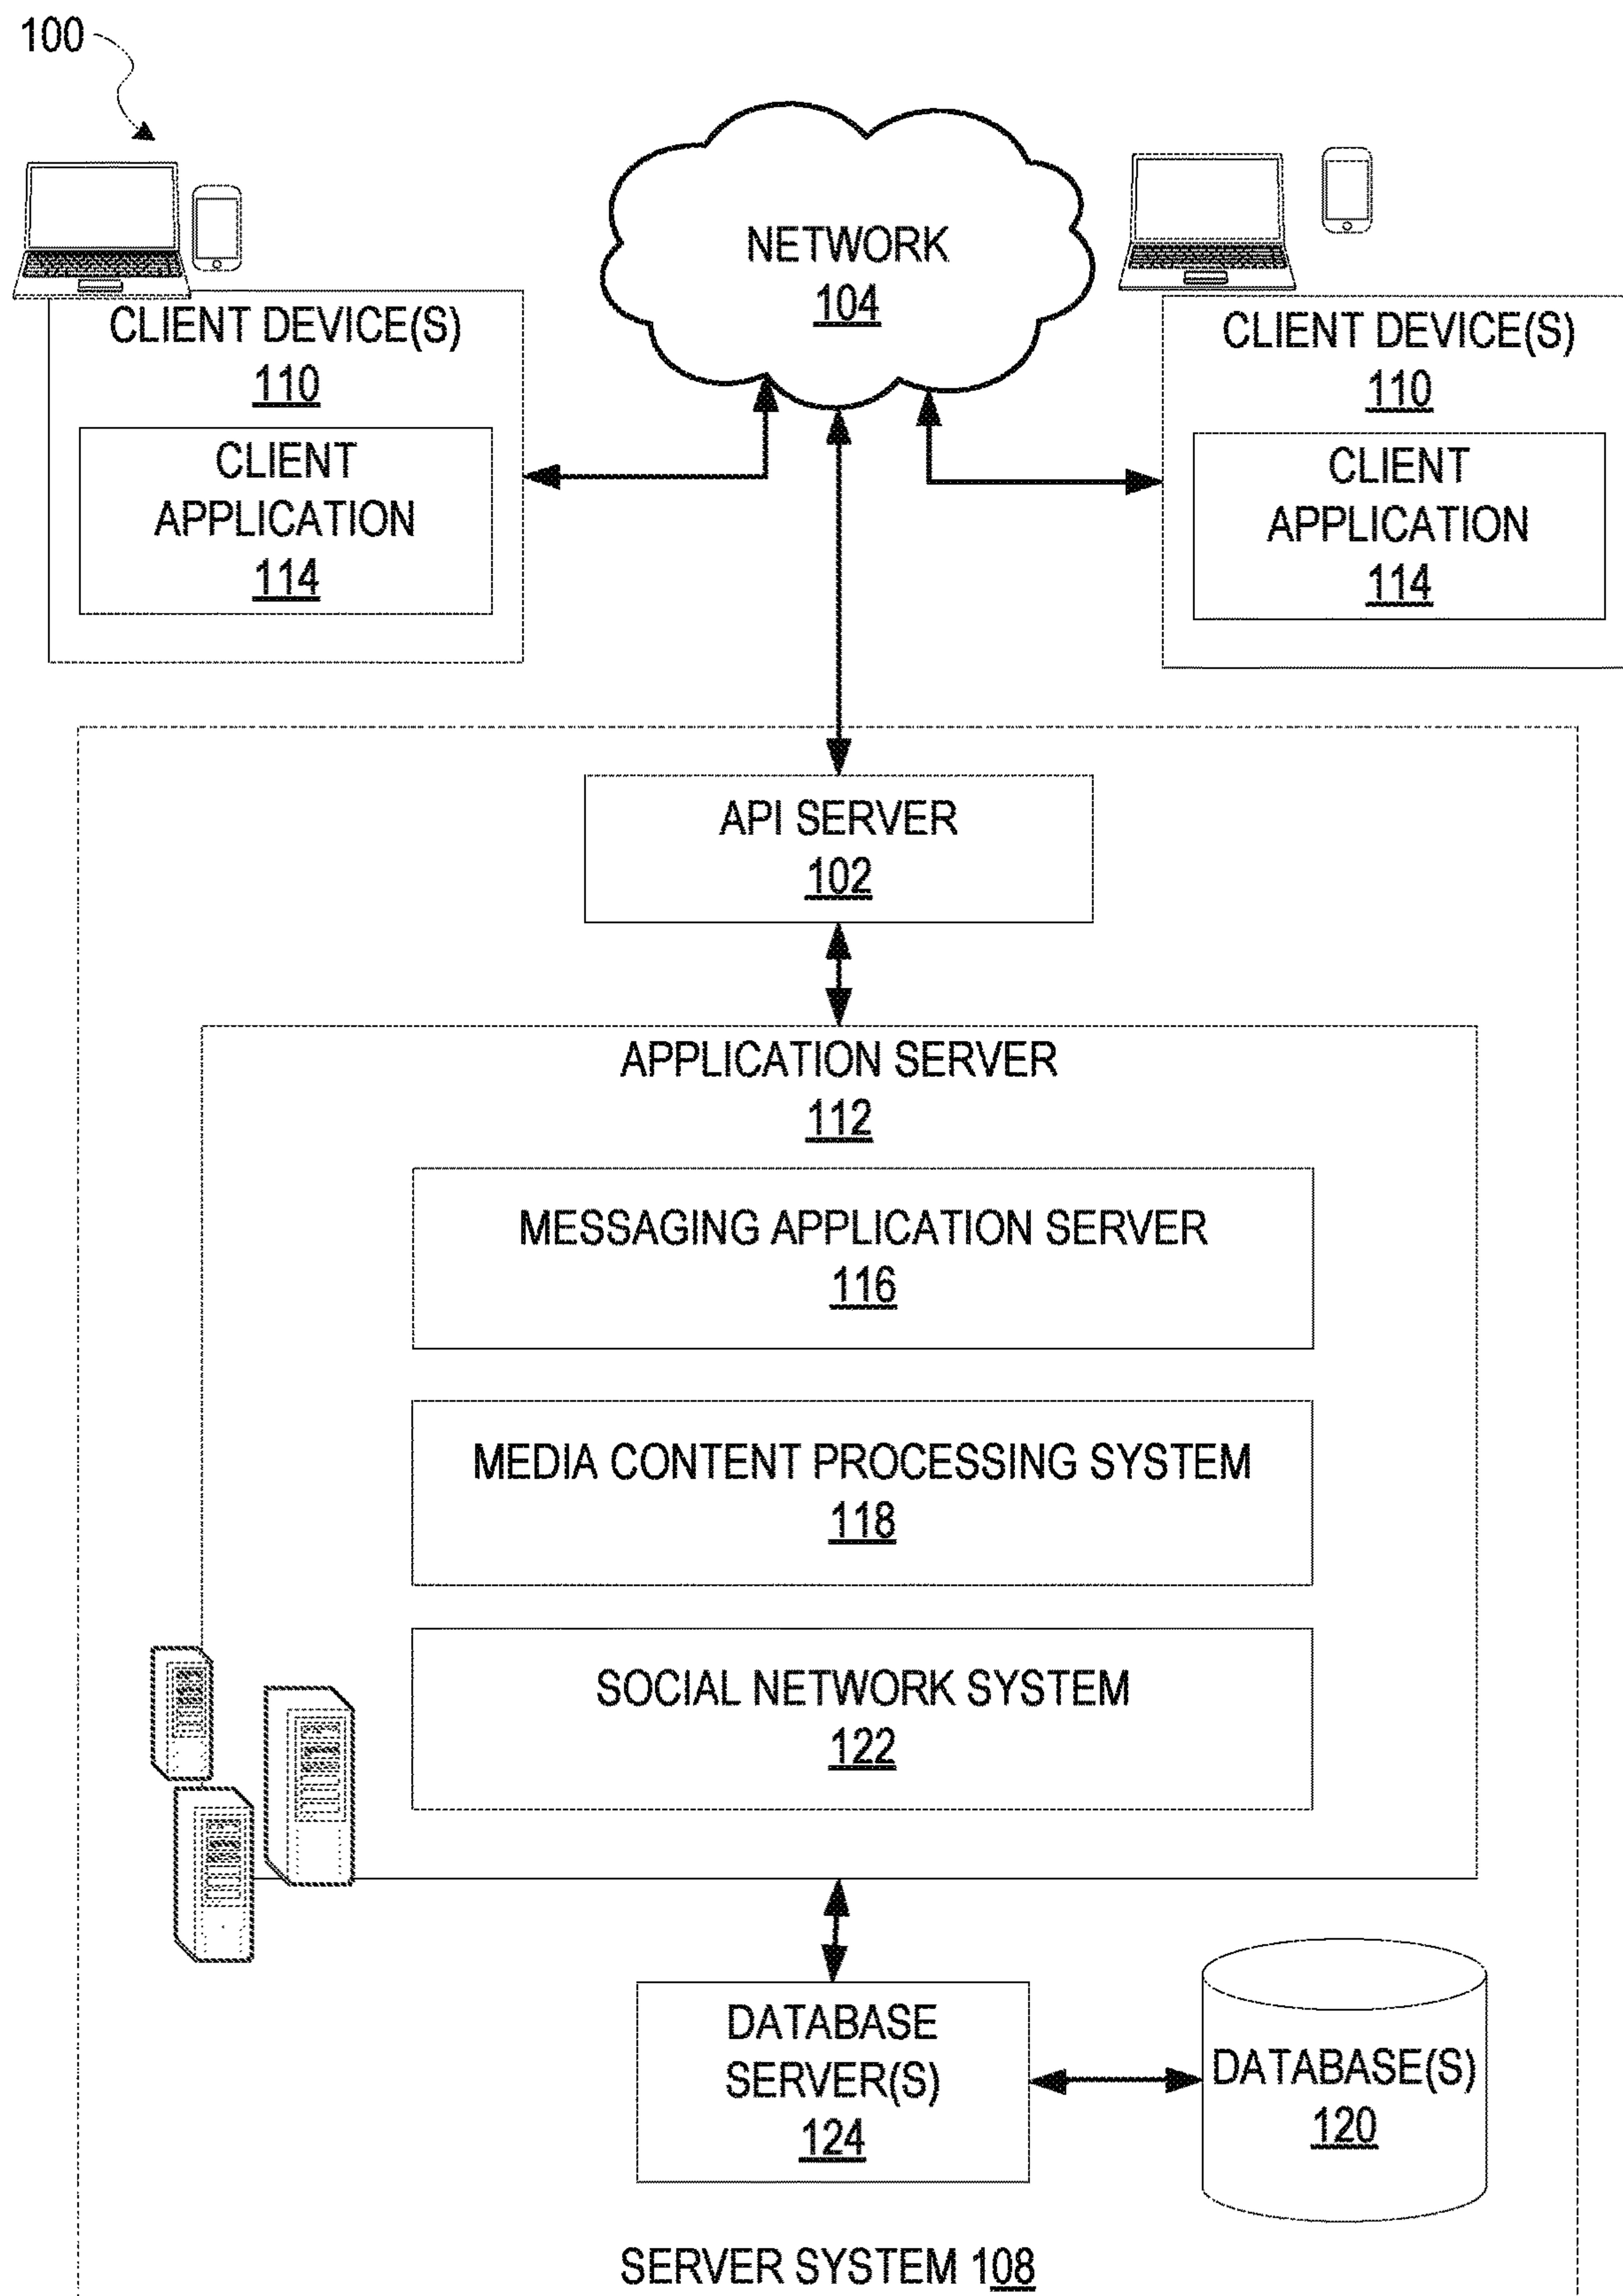 100
NETWORK
104
CLIENT DEVICE(S)
110
CLIENT
APPLICATION
114
CLIENT DEVICE(S)
110
CLIENT
APPLICATION
114
API SERVER
102
APPLICATION SERVER
112
MESSAGING APPLICATION SERVER
116
MEDIA CONTENT PROCESSING SYSTEM
118
SOCIAL NETWORK SYSTEM
122
DATABASE
SERVER(S)
124
DATABASE(S)
120
SERVER SYSTEM 108